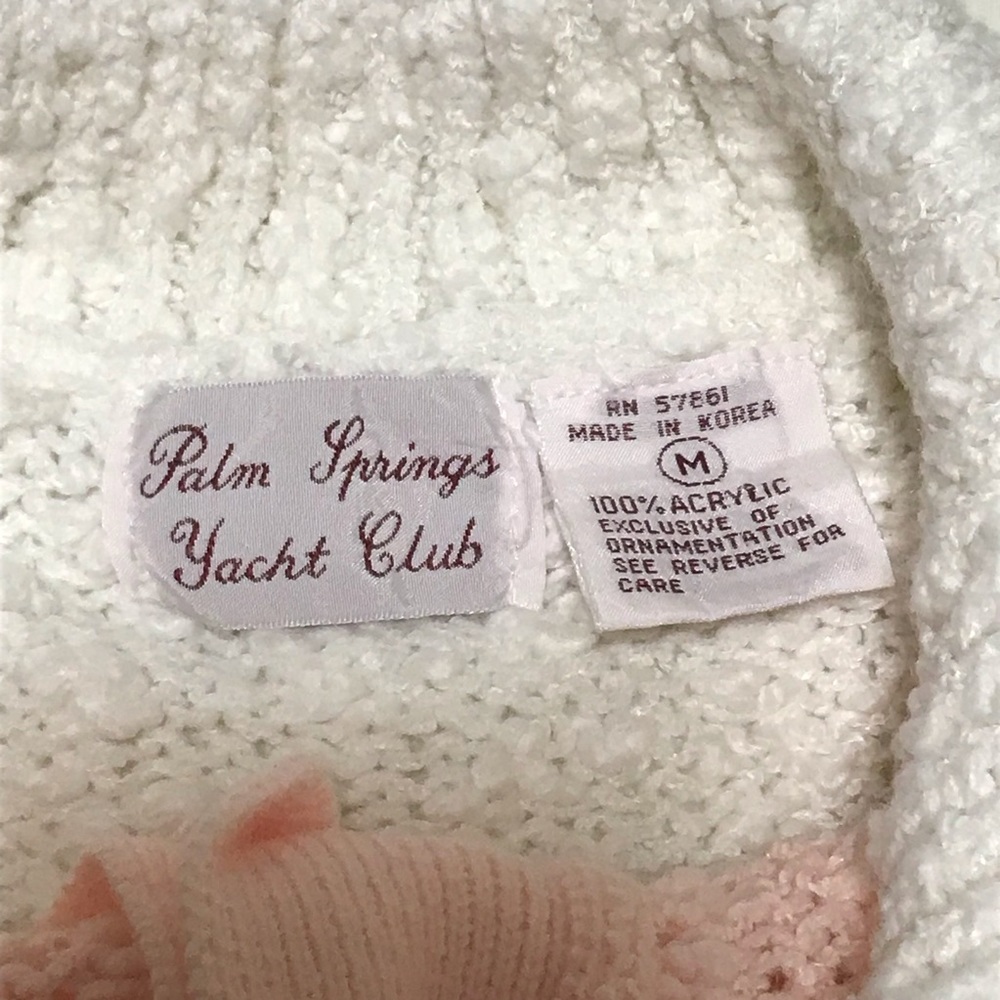 Palm Springs
Yacht Club
RN 57861
MADE IN KOREA
M
100% ACRYLIC
EXCLUSIVE OF
ORNAMENTATION
SEE REVERSE FOR
CARE